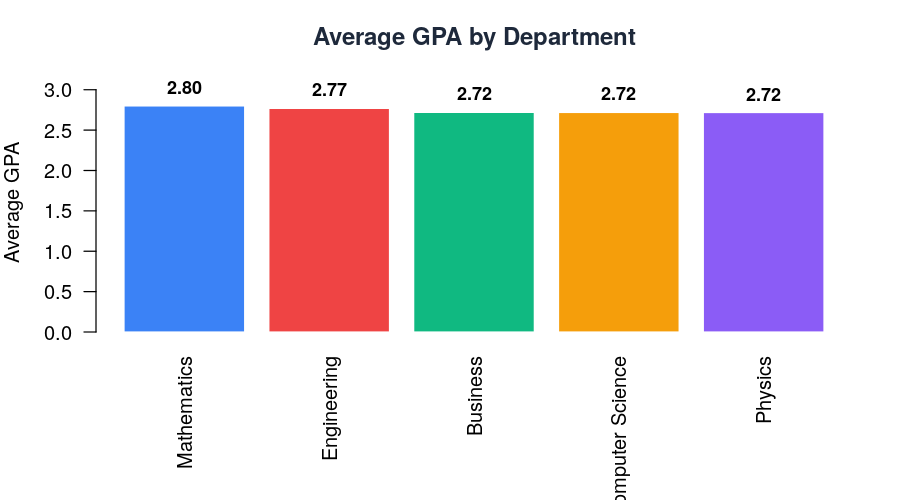 Average GPA by Department
Average GPA
3.0
2.5
2.0
1.5
1.0
0.5
0.0
2.80
2.77
2.72
2.72
2.72
Mathematics
Engineering
Business
omputer Science
Physics